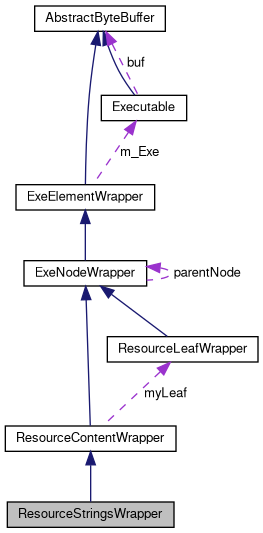 AbstractByteBuffer
buf
Executable
m_Exe
ExeElementWrapper
ExeNodeWrapper
parentNode
ResourceLeafWrapper
myLeaf
ResourceContentWrapper
ResourceStringsWrapper